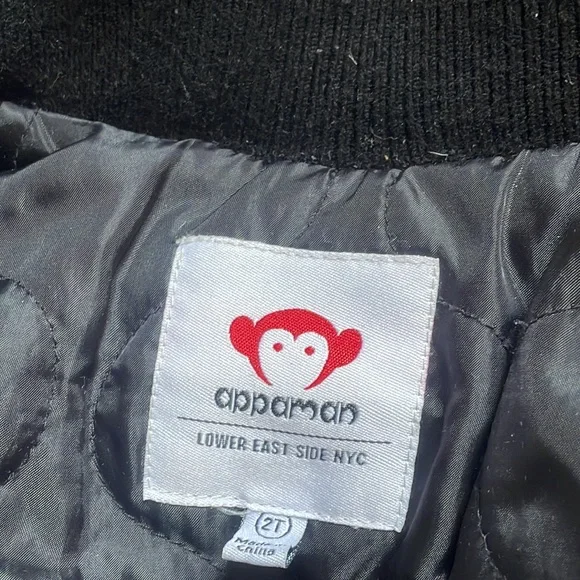 appaman
LOWER EAST SIDE NYC
2T
Made in
China